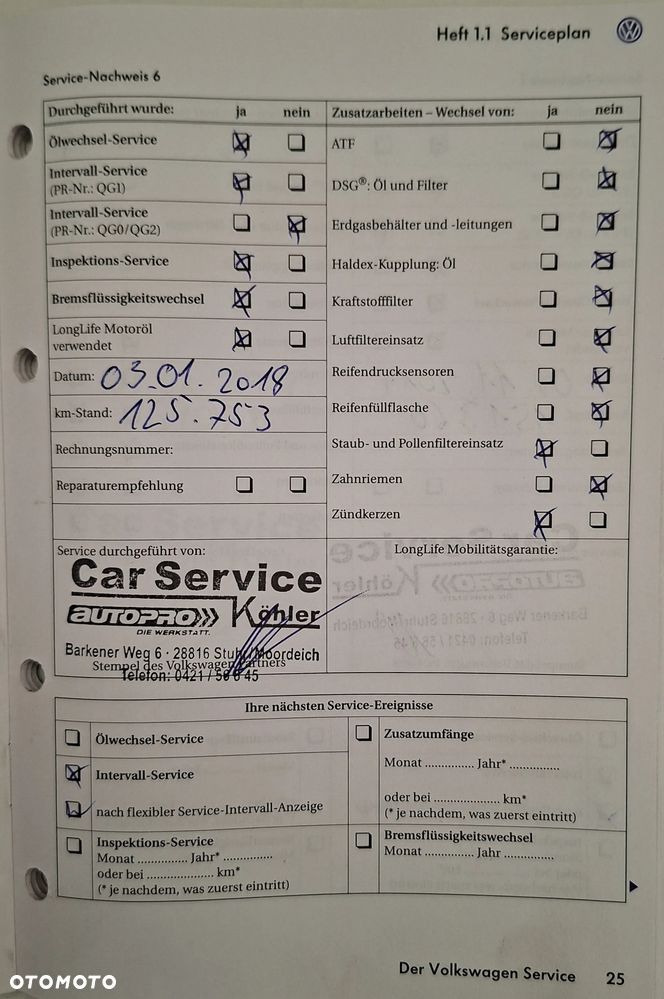 Heft 1.1 Serviceplan
Service-Nachweis 6
Durchgeführt wurde: ja nein
Zusatzarbeiten – Wechsel von: ja nein
Ölwechsel-Service
Intervall-Service
(PR-Nr.: QG1)
Intervall-Service
(PR-Nr.: QG0/QG2)
Inspektions-Service
Bremsflüssigkeitswechsel
LongLife Motoröl
verwendet
Datum: 03.01.2018
km-Stand: 125.753
Rechnungsnummer:
Reparaturempfehlung
ATF
DSG®: Öl und Filter
Erdgasbehälter und -leitungen
Haldex-Kupplung: Öl
Kraftstofffilter
Luftfiltereinsatz
Reifendrucksensoren
Reifenfüllflasche
Staub- und Pollenfiltereinsatz
Zahnriemen
Zündkerzen
Service durchgeführt von:
Car Service
AUTOPRO Köhler
DIE WERKSTATT.
Barkener Weg 6 · 28816 Stuhr/Moordeich
Stempel des Volkswagen Partners
Telefon: 0421 / 56
LongLife Mobilitätsgarantie:
Ihre nächsten Service-Ereignisse
Ölwechsel-Service
Intervall-Service
nach flexibler Service-Intervall-Anzeige
Inspektions-Service
Monat .............. Jahr* ..............
oder bei ................... km*
(* je nachdem, was zuerst eintritt)
Zusatzumfänge
Monat .............. Jahr* ..............
oder bei ................... km*
(* je nachdem, was zuerst eintritt)
Bremsflüssigkeitswechsel
Monat .............. Jahr ..............
Der Volkswagen Service 25
OTOMOTO